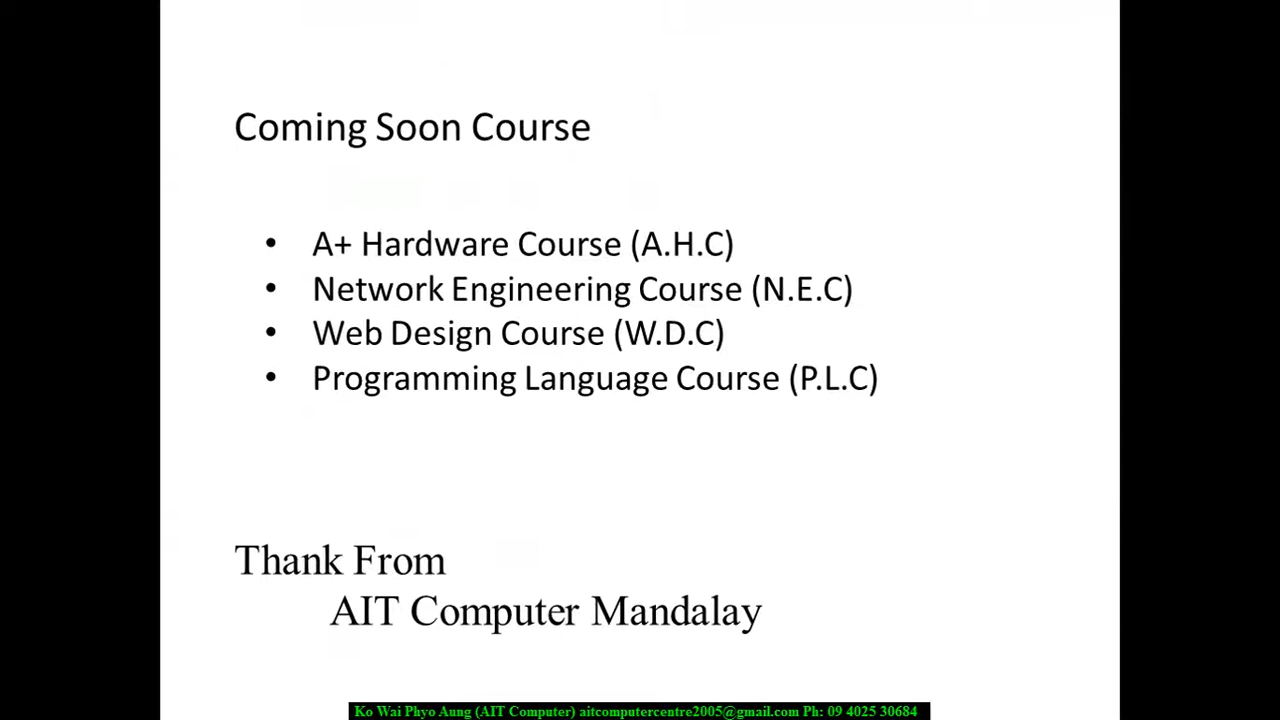 Coming Soon Course
• A+ Hardware Course (A.H.C)
• Network Engineering Course (N.E.C)
• Web Design Course (W.D.C)
• Programming Language Course (P.L.C)
Thank From
AIT Computer Mandalay
Ko Wai Phyo Aung (AIT Computer) aitcomputercentre2005@gmail.com Ph: 09 4025 30684